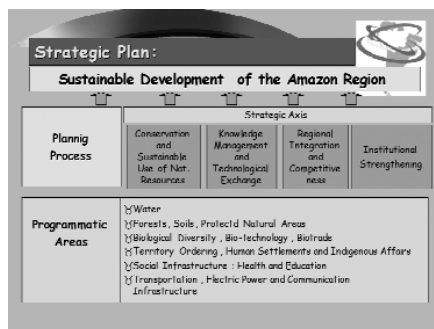 Strategic Plan:
Sustainable Development of the Amazon Region
Strategic Axis
Plannig
Process
Conservation
and
Sustainable
Use of Nat.
Resources
Knowledge
Management
and
Technological
Exchange
Regional
Integration
and
Competitive
ness
Institutional
Strengthening
Programmatic
Areas
Water
Forests, Soils, Protectd Natural Areas
Biological Diversity, Bio-technology, Biotrade
Territory Ordering, Human Settlements and Indigenous Affairs
Social Infrastructure : Health and Education
Transportation, Electric Power and Communication
Infrastructure